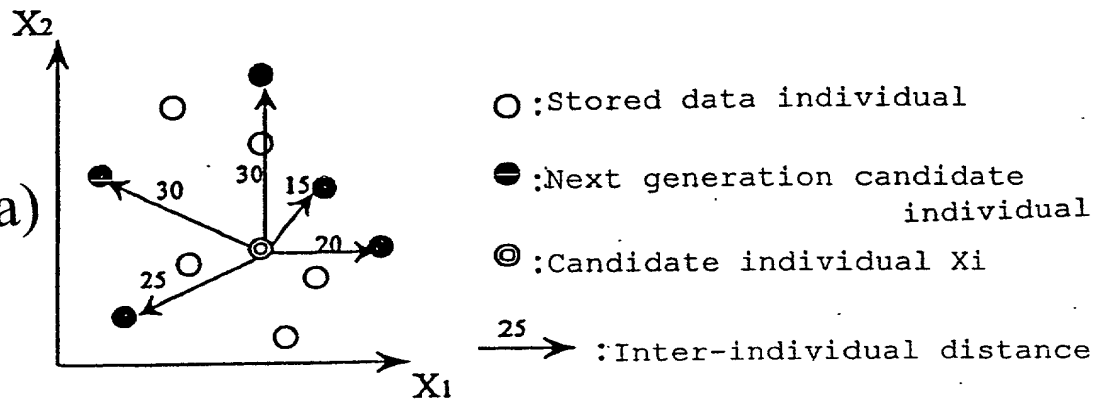 X2
○ :Stored data individual
30
30
15
● :Next generation candidate
individual
a)
20
◎ :Candidate individual Xi
25
25
:Inter-individual distance
X1